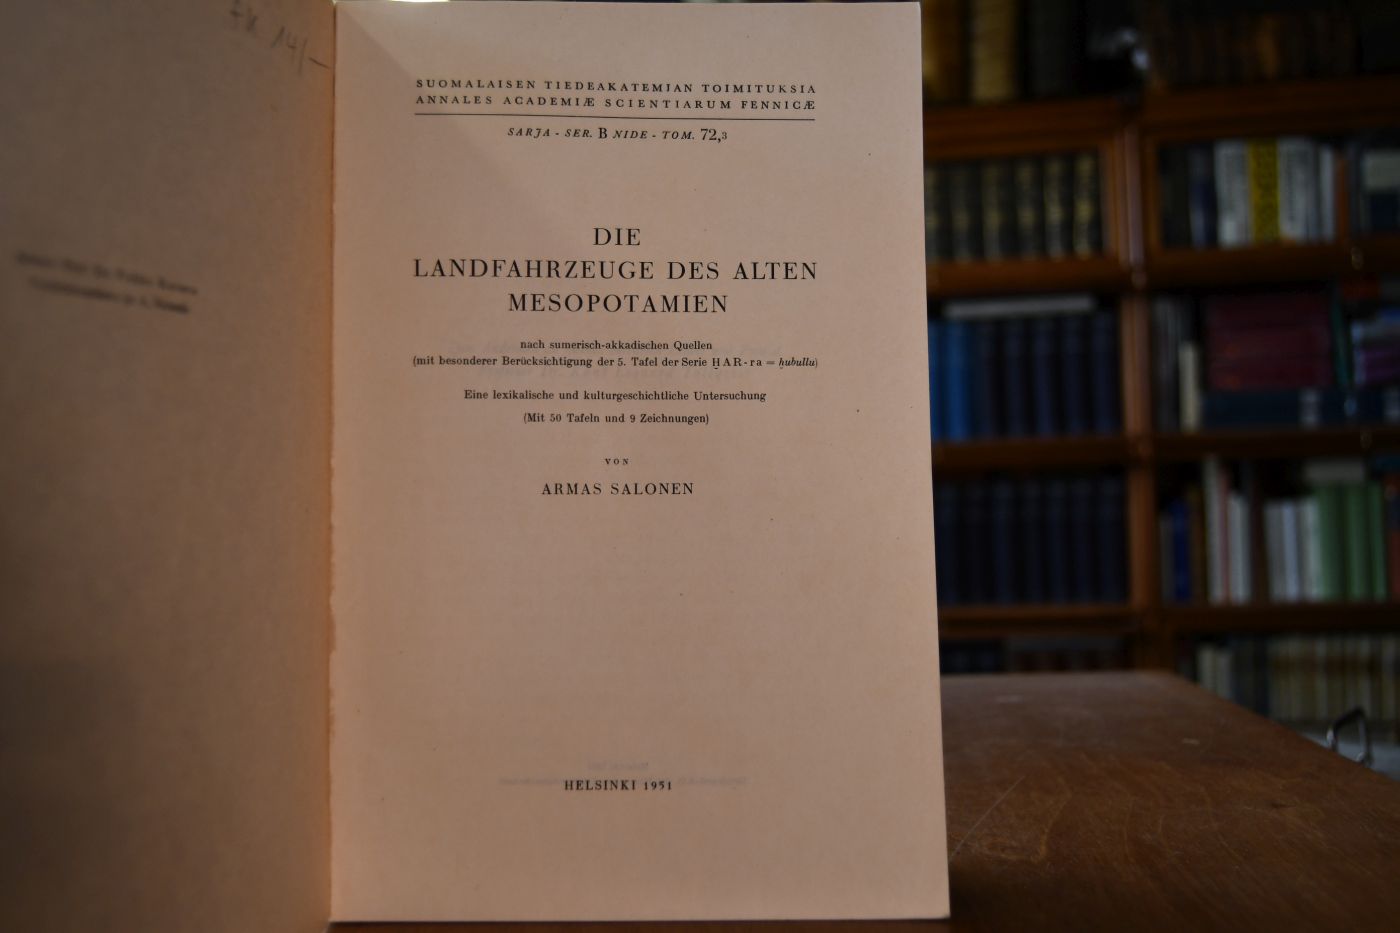 SUOMALAISEN TIEDEAKATEMIAN TOIMITUKSIA
ANNALES ACADEMIÆ SCIENTIARUM FENNICÆ
SARJA - SER. B NIDE - TOM. 72,3
DIE
LANDFAHRZEUGE DES ALTEN
MESOPOTAMIEN
nach sumerisch-akkadischen Quellen
(mit besonderer Berücksichtigung der 5. Tafel der Serie ḪAR-ra = ḫubullu)
Eine lexikalische und kulturgeschichtliche Untersuchung
(Mit 50 Tafeln und 9 Zeichnungen)
VON
ARMAS SALONEN
HELSINKI 1951